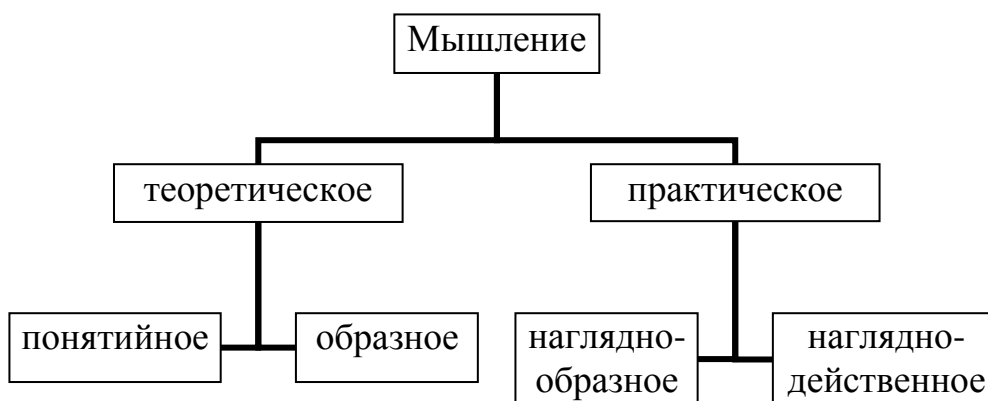 Мышление
теоретическое
практическое
понятийное
образное
наглядно-
образное
наглядно-
действенное